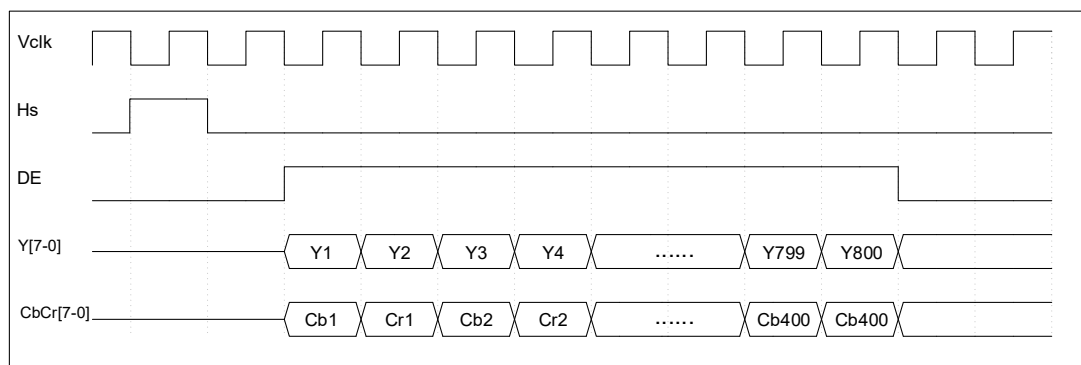 Vclk
Hs
DE
Y[7-0] Y1 Y2 Y3 Y4 ...... Y799 Y800
CbCr[7-0] Cb1 Cr1 Cb2 Cr2 ...... Cb400 Cb400